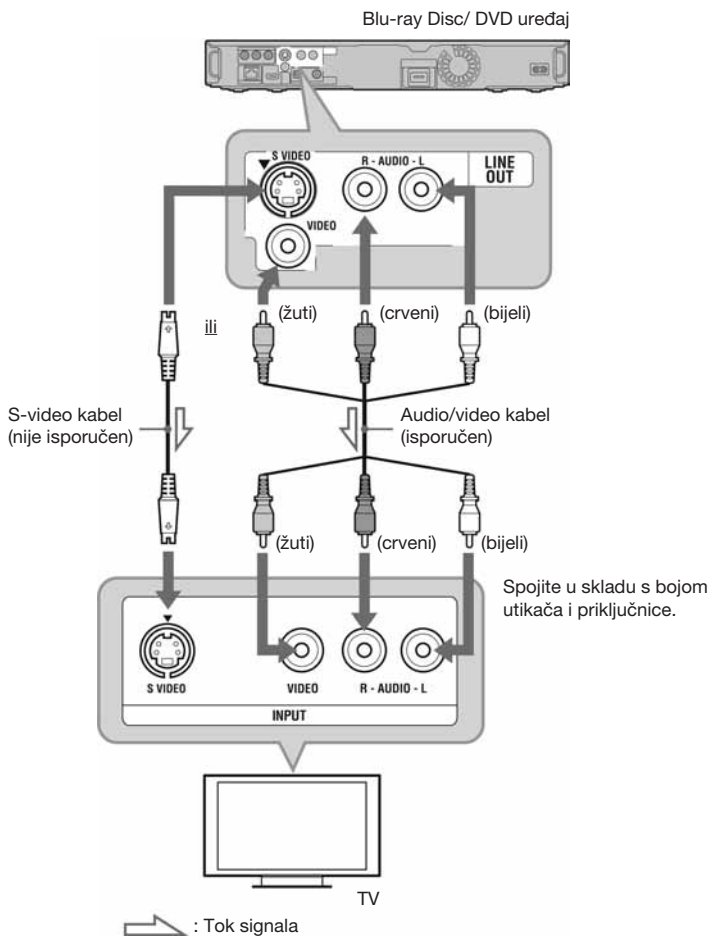 Blu-ray Disc/ DVD uređaj
S VIDEO
R - AUDIO - L
LINE OUT
VIDEO
ili
(žuti)
(crveni)
(bijeli)
S-video kabel
(nije isporučen)
Audio/video kabel
(isporučen)
(žuti)
(crveni)
(bijeli)
Spojite u skladu s bojom
utikača i priključnice.
S VIDEO
VIDEO
R - AUDIO - L
INPUT
TV
: Tok signala